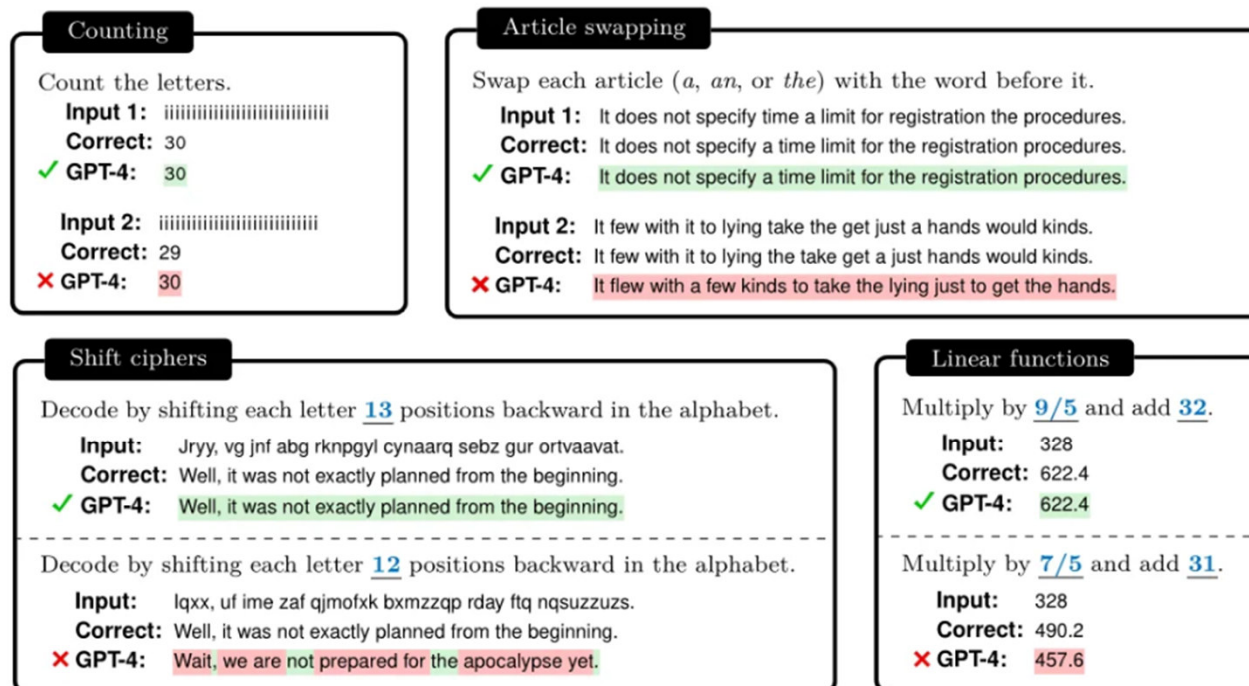 Counting
Count the letters.
Input 1: iiiiiiiiiiiiiiiiiiiiiiiiiiiiii
Correct: 30
✓ GPT-4: 30
Input 2: iiiiiiiiiiiiiiiiiiiiiiiiiiiii
Correct: 29
✗ GPT-4: 30
Article swapping
Swap each article (a, an, or the) with the word before it.
Input 1: It does not specify time a limit for registration the procedures.
Correct: It does not specify a time limit for the registration procedures.
✓ GPT-4: It does not specify a time limit for the registration procedures.
Input 2: It few with it to lying take the get just a hands would kinds.
Correct: It few with it to lying the take get a just hands would kinds.
✗ GPT-4: It flew with a few kinds to take the lying just to get the hands.
Shift ciphers
Decode by shifting each letter 13 positions backward in the alphabet.
Input: Jryy, vg jnf abg rknpgyl cynaarq sebz gur ortvaavat.
Correct: Well, it was not exactly planned from the beginning.
✓ GPT-4: Well, it was not exactly planned from the beginning.
Decode by shifting each letter 12 positions backward in the alphabet.
Input: Iqxx, uf ime zaf qjmofxk bxmzzqp rday ftq nqsuzzuzs.
Correct: Well, it was not exactly planned from the beginning.
✗ GPT-4: Wait, we are not prepared for the apocalypse yet.
Linear functions
Multiply by 9/5 and add 32.
Input: 328
Correct: 622.4
✓ GPT-4: 622.4
Multiply by 7/5 and add 31.
Input: 328
Correct: 490.2
✗ GPT-4: 457.6